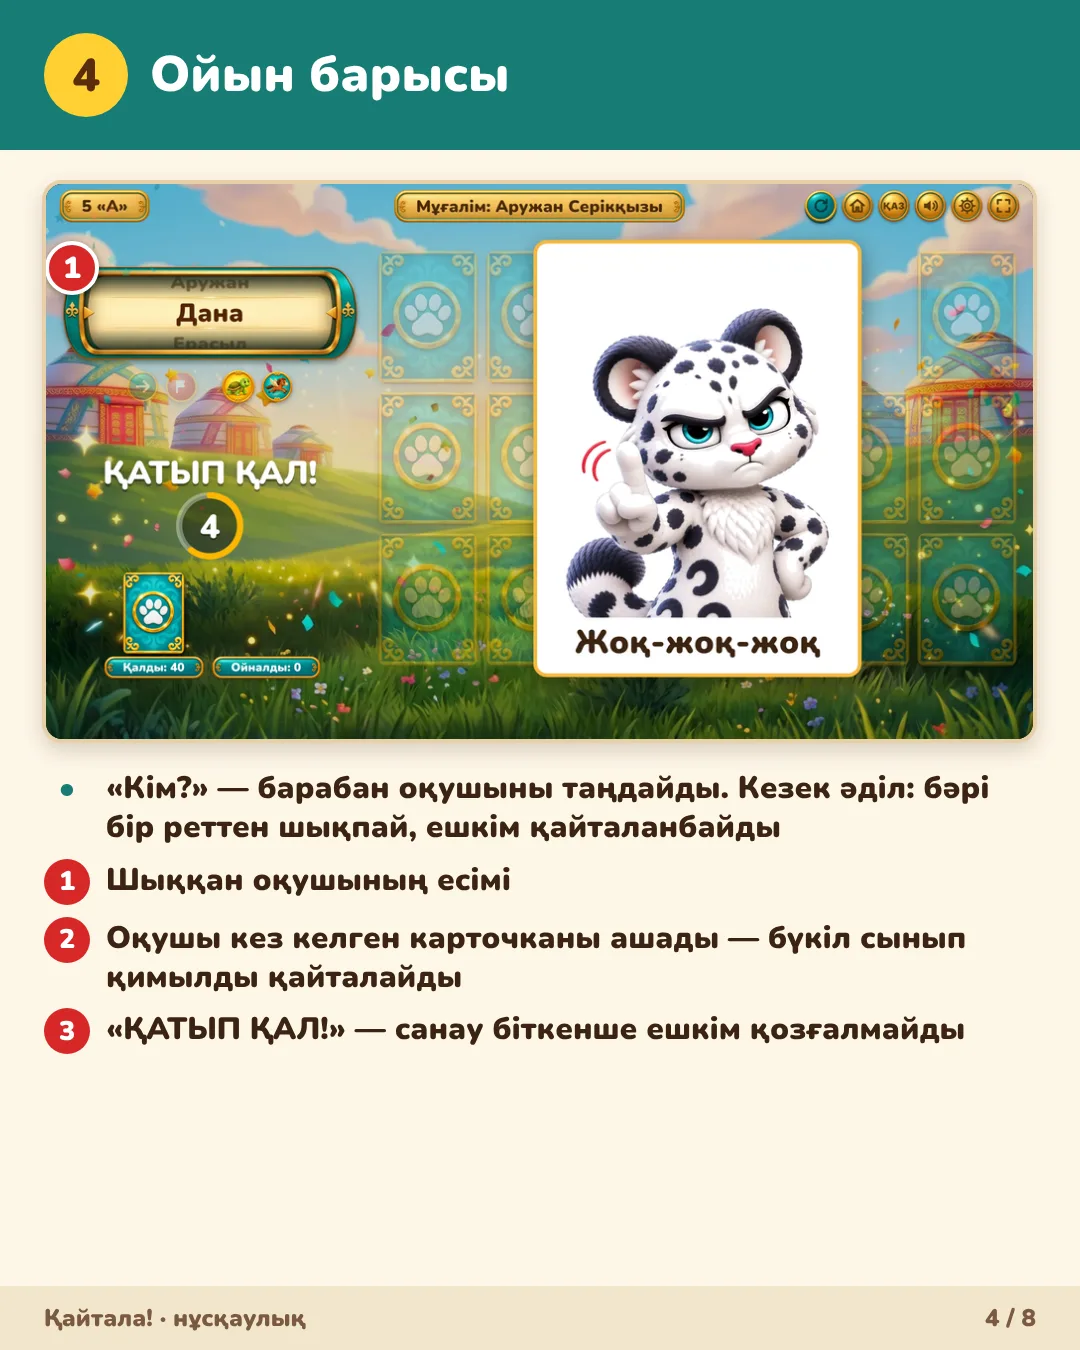 4
Ойын барысы
5 «А»
Мұғалім: Аружан Серікқызы
ҚАЗ
1
Аружан
Дана
Ерасыл
ҚАТЫП ҚАЛ!
4
Қалды: 40
Ойналды: 0
Жоқ-жоқ-жоқ
«Кім?» — барабан оқушыны таңдайды. Кезек әділ: бәрі
бір реттен шықпай, ешкім қайталанбайды
1 Шыққан оқушының есімі
2 Оқушы кез келген карточканы ашады — бүкіл сынып
қимылды қайталайды
3 «ҚАТЫП ҚАЛ!» — санау біткенше ешкім қозғалмайды
Қайтала! · нұсқаулық
4 / 8